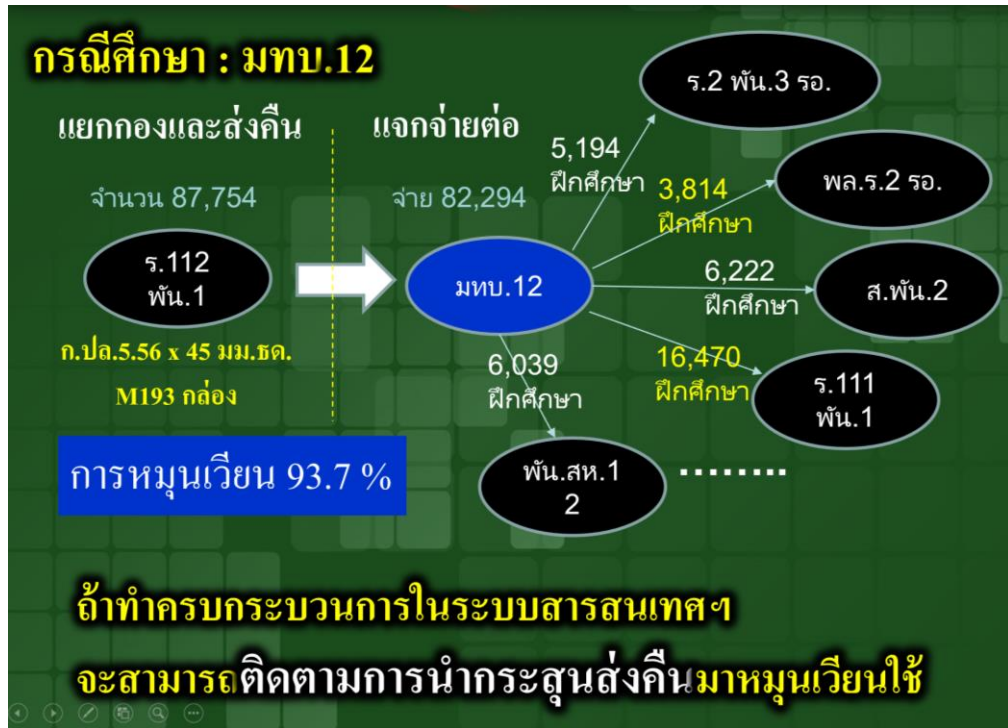 กรณีศึกษา : มทบ.12
แยกกองและส่งคืน
แจกจ่ายต่อ
จำนวน 87,754
จ่าย 82,294
ร.112
พัน.1
มทบ.12
ก.ปล.5.56 x 45 มม.ธด.
M193 กล่อง
การหมุนเวียน 93.7 %
5,194
ฝึกศึกษา
ร.2 พัน.3 รอ.
3,814
ฝึกศึกษา
พล.ร.2 รอ.
6,222
ฝึกศึกษา
ส.พัน.2
16,470
ฝึกศึกษา
ร.111
พัน.1
6,039
ฝึกศึกษา
พัน.สห.1
2
........
ถ้าทำครบกระบวนการในระบบสารสนเทศฯ
จะสามารถติดตามการนำกระสุนส่งคืนมาหมุนเวียนใช้